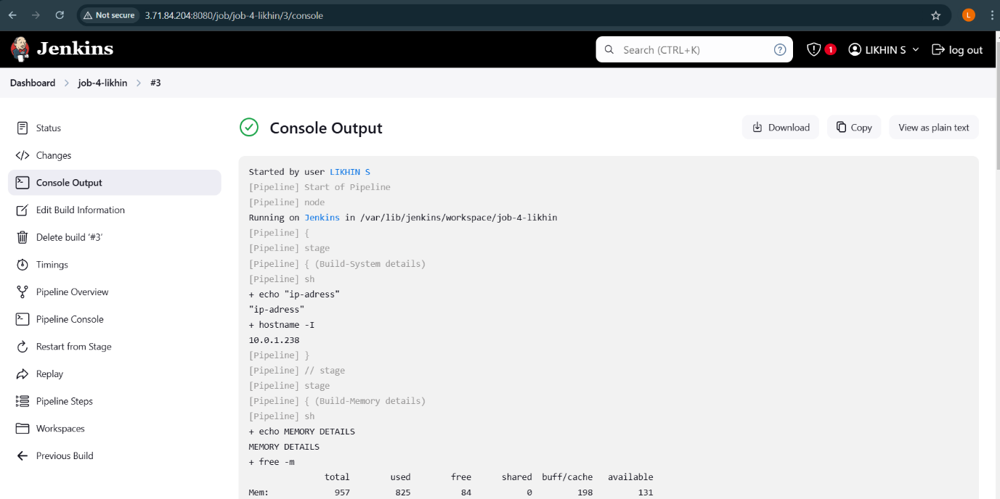 Not secure 3.71.84.204:8080/job/job-4-likhin/3/console L
Jenkins Search (CTRL+K) ? 1 LIKHIN S log out
Dashboard > job-4-likhin > #3
Status
Changes
Console Output
Edit Build Information
Delete build ‘#3’
Timings
Pipeline Overview
Pipeline Console
Restart from Stage
Replay
Pipeline Steps
Workspaces
Previous Build
Console Output Download Copy View as plain text
Started by user LIKHIN S
[Pipeline] Start of Pipeline
[Pipeline] node
Running on Jenkins in /var/lib/jenkins/workspace/job-4-likhin
[Pipeline] {
[Pipeline] stage
[Pipeline] { (Build-System details)
[Pipeline] sh
+ echo "ip-adress"
"ip-adress"
+ hostname -I
10.0.1.238
[Pipeline] }
[Pipeline] // stage
[Pipeline] stage
[Pipeline] { (Build-Memory details)
[Pipeline] sh
+ echo MEMORY DETAILS
MEMORY DETAILS
+ free -m
total used free shared buff/cache available
Mem: 957 825 84 0 198 131